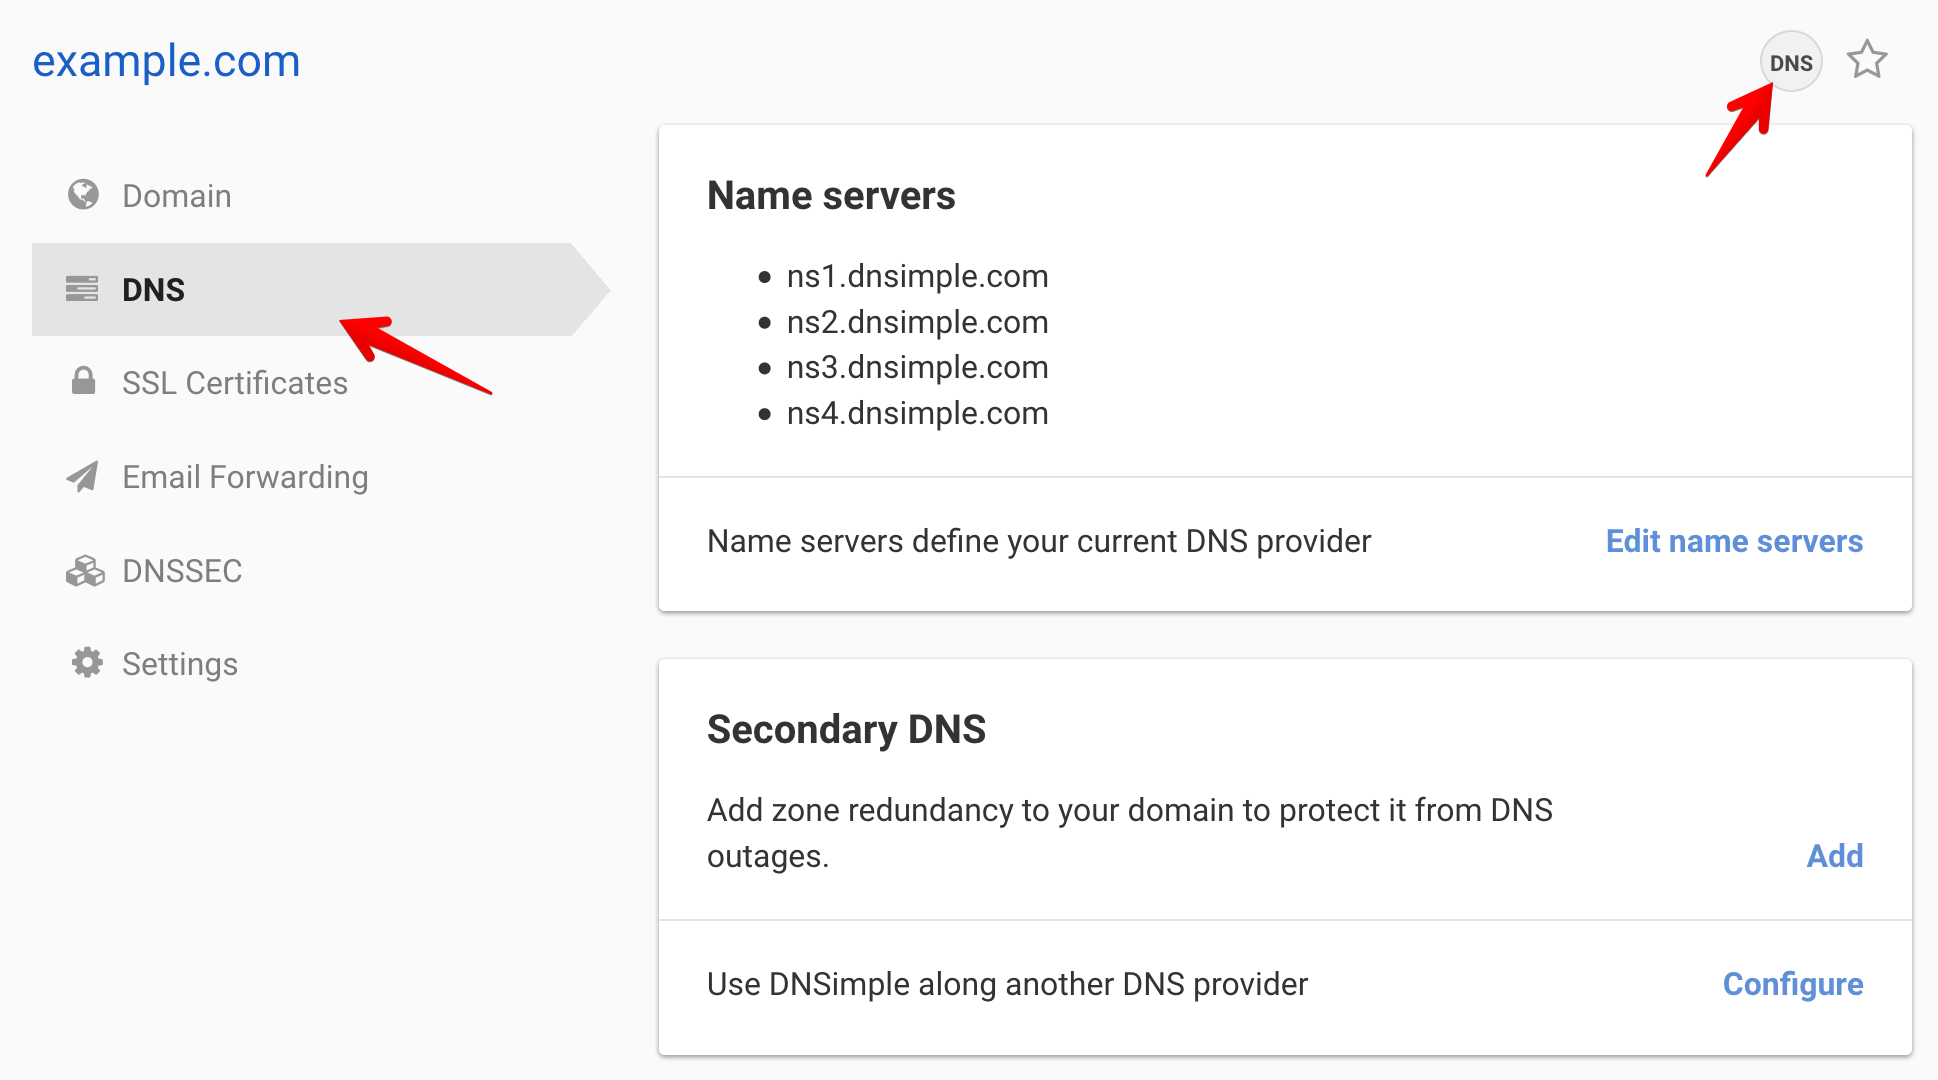 example.com
DNS
Domain
DNS
SSL Certificates
Email Forwarding
DNSSEC
Settings
Name servers
ns1.dnsimple.com
ns2.dnsimple.com
ns3.dnsimple.com
ns4.dnsimple.com
Name servers define your current DNS provider
Edit name servers
Secondary DNS
Add zone redundancy to your domain to protect it from DNS
outages.
Add
Use DNSimple along another DNS provider
Configure